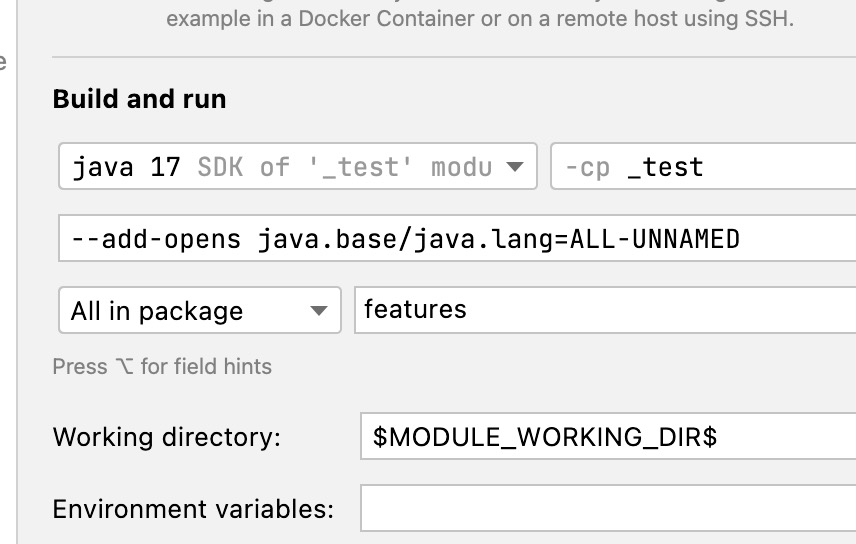 example in a Docker Container or on a remote host using SSH.
e
Build and run
java 17 SDK of '_test' modu -cp _test
--add-opens java.base/java.lang=ALL-UNNAMED
All in package features
Press ⌥ for field hints
Working directory: $MODULE_WORKING_DIR$
Environment variables: